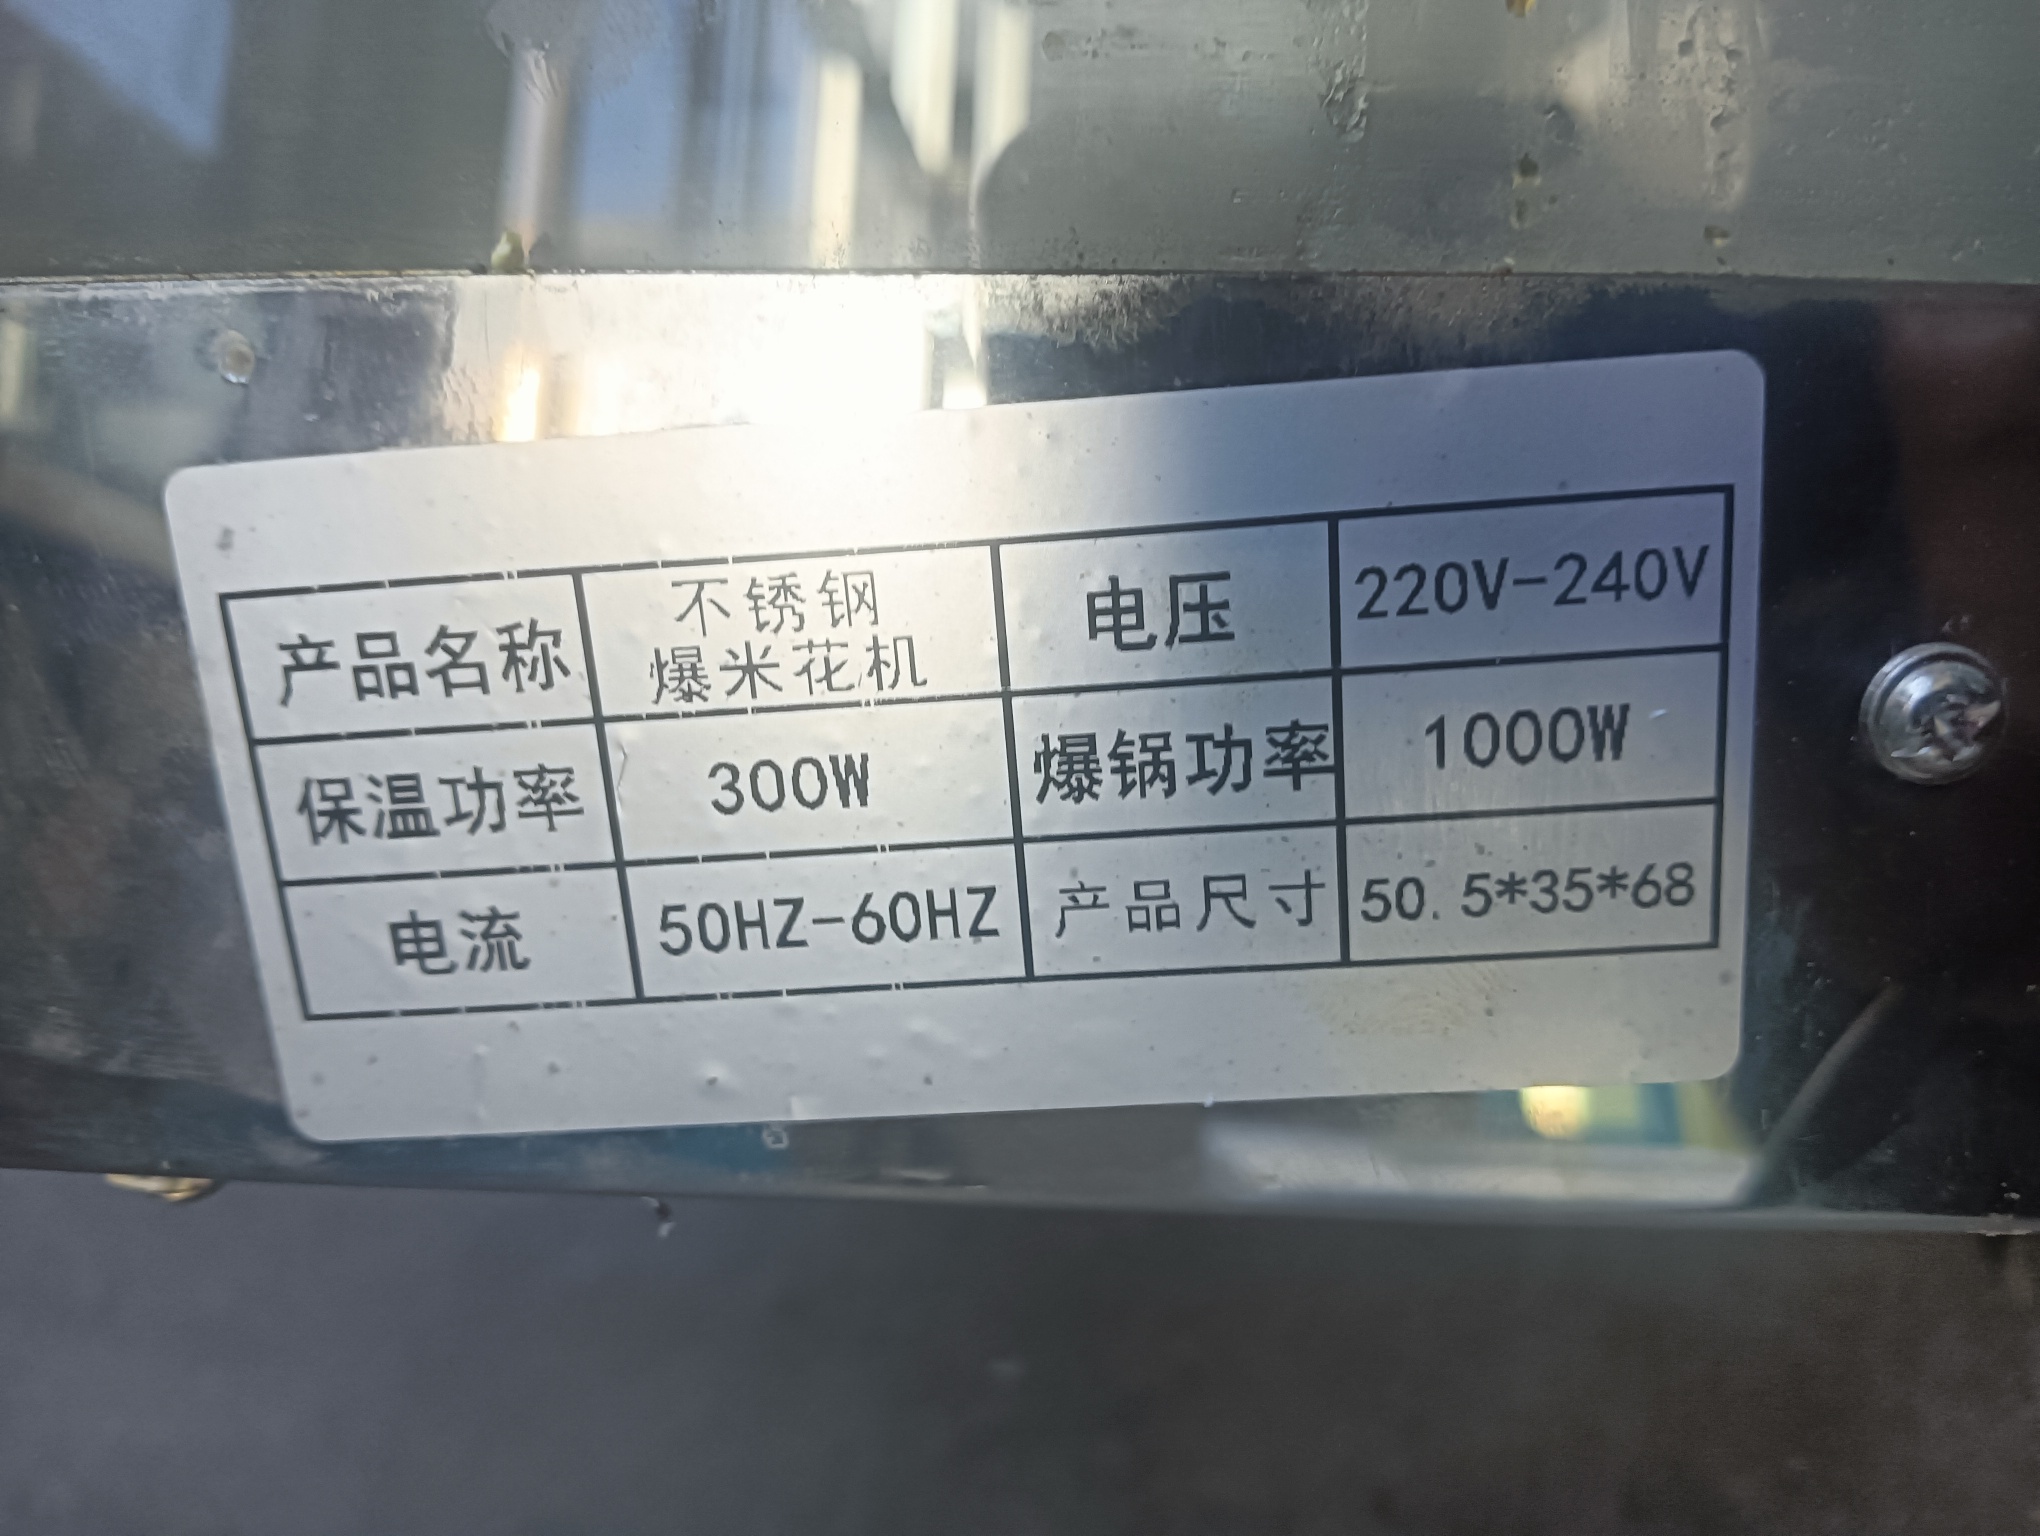 产品名称 不锈钢 电压 220V-240V
爆米花机
保温功率 300W 爆锅功率 1000W
电流 50HZ-60HZ 产品尺寸 50.5*35*68